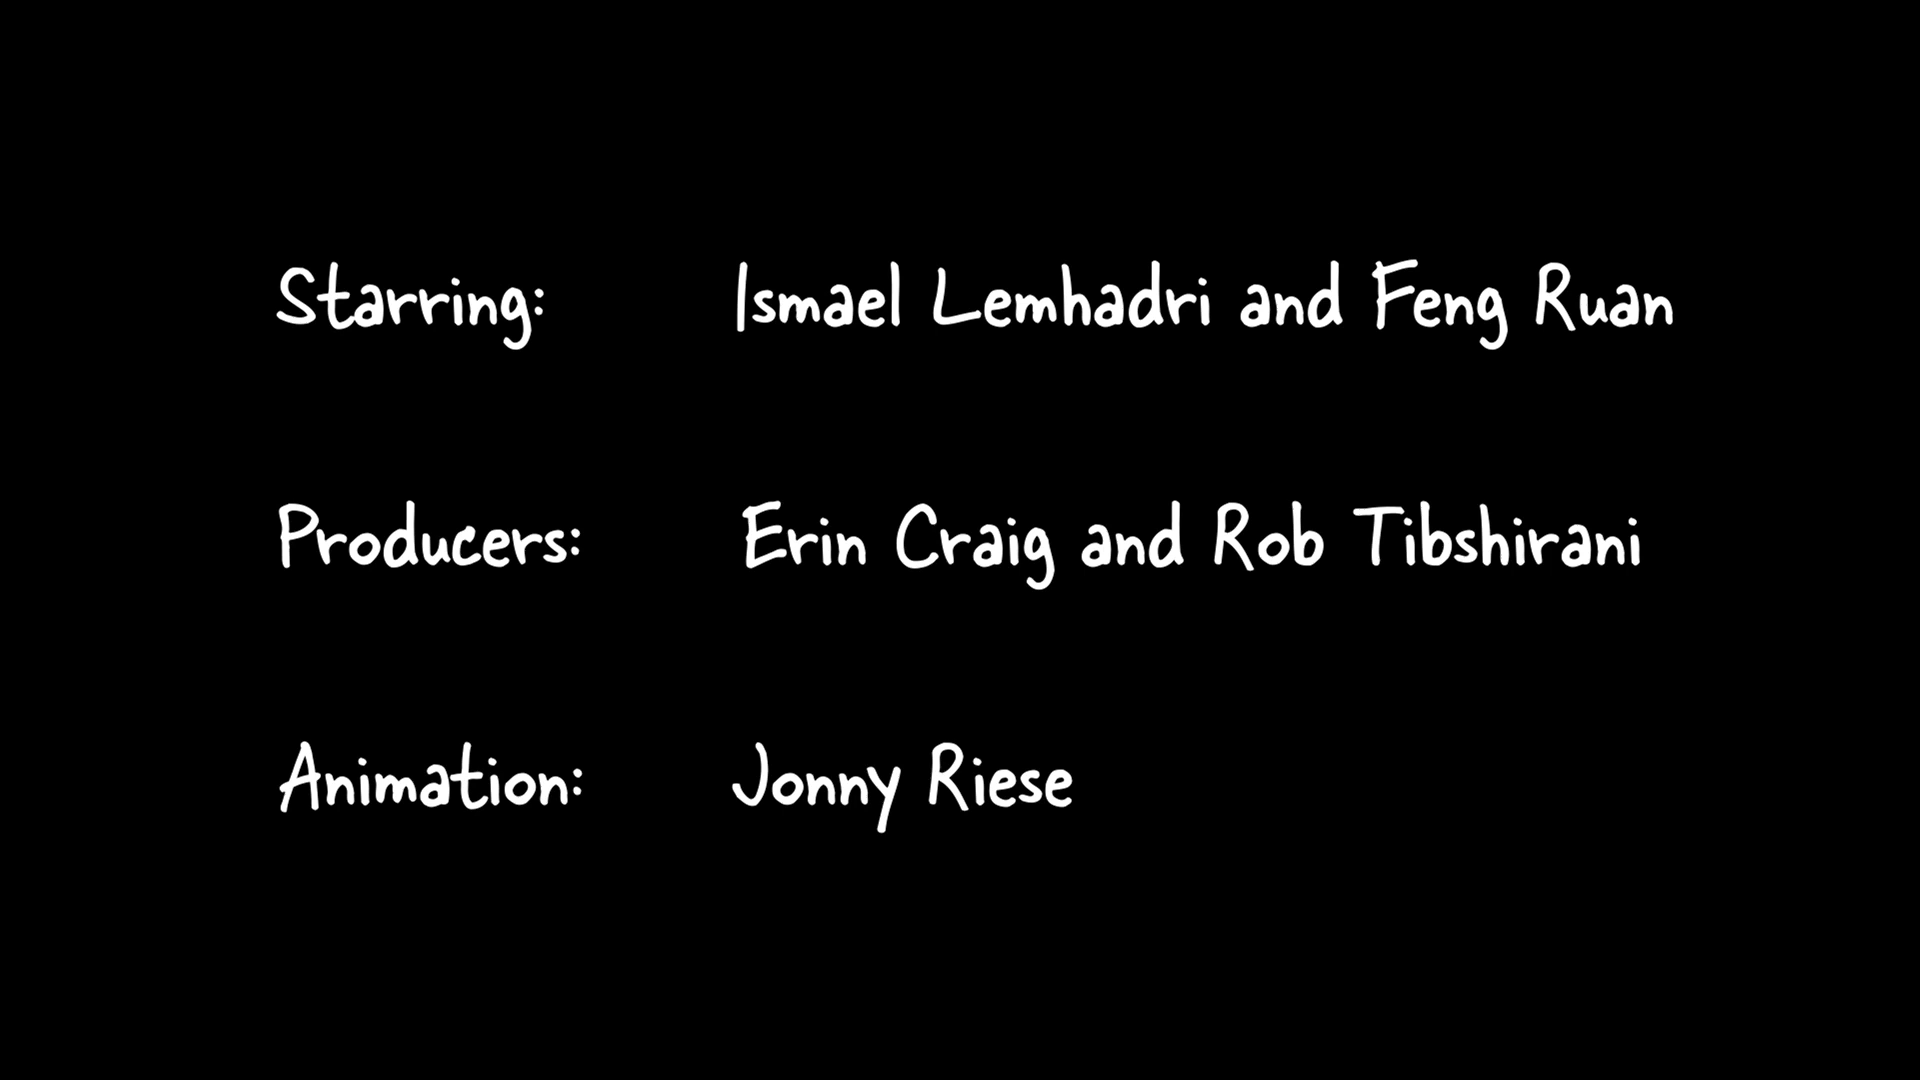 Starring: Ismael Lemhadri and Feng Ruan
Producers: Erin Craig and Rob Tibshirani
Animation: Jonny Riese